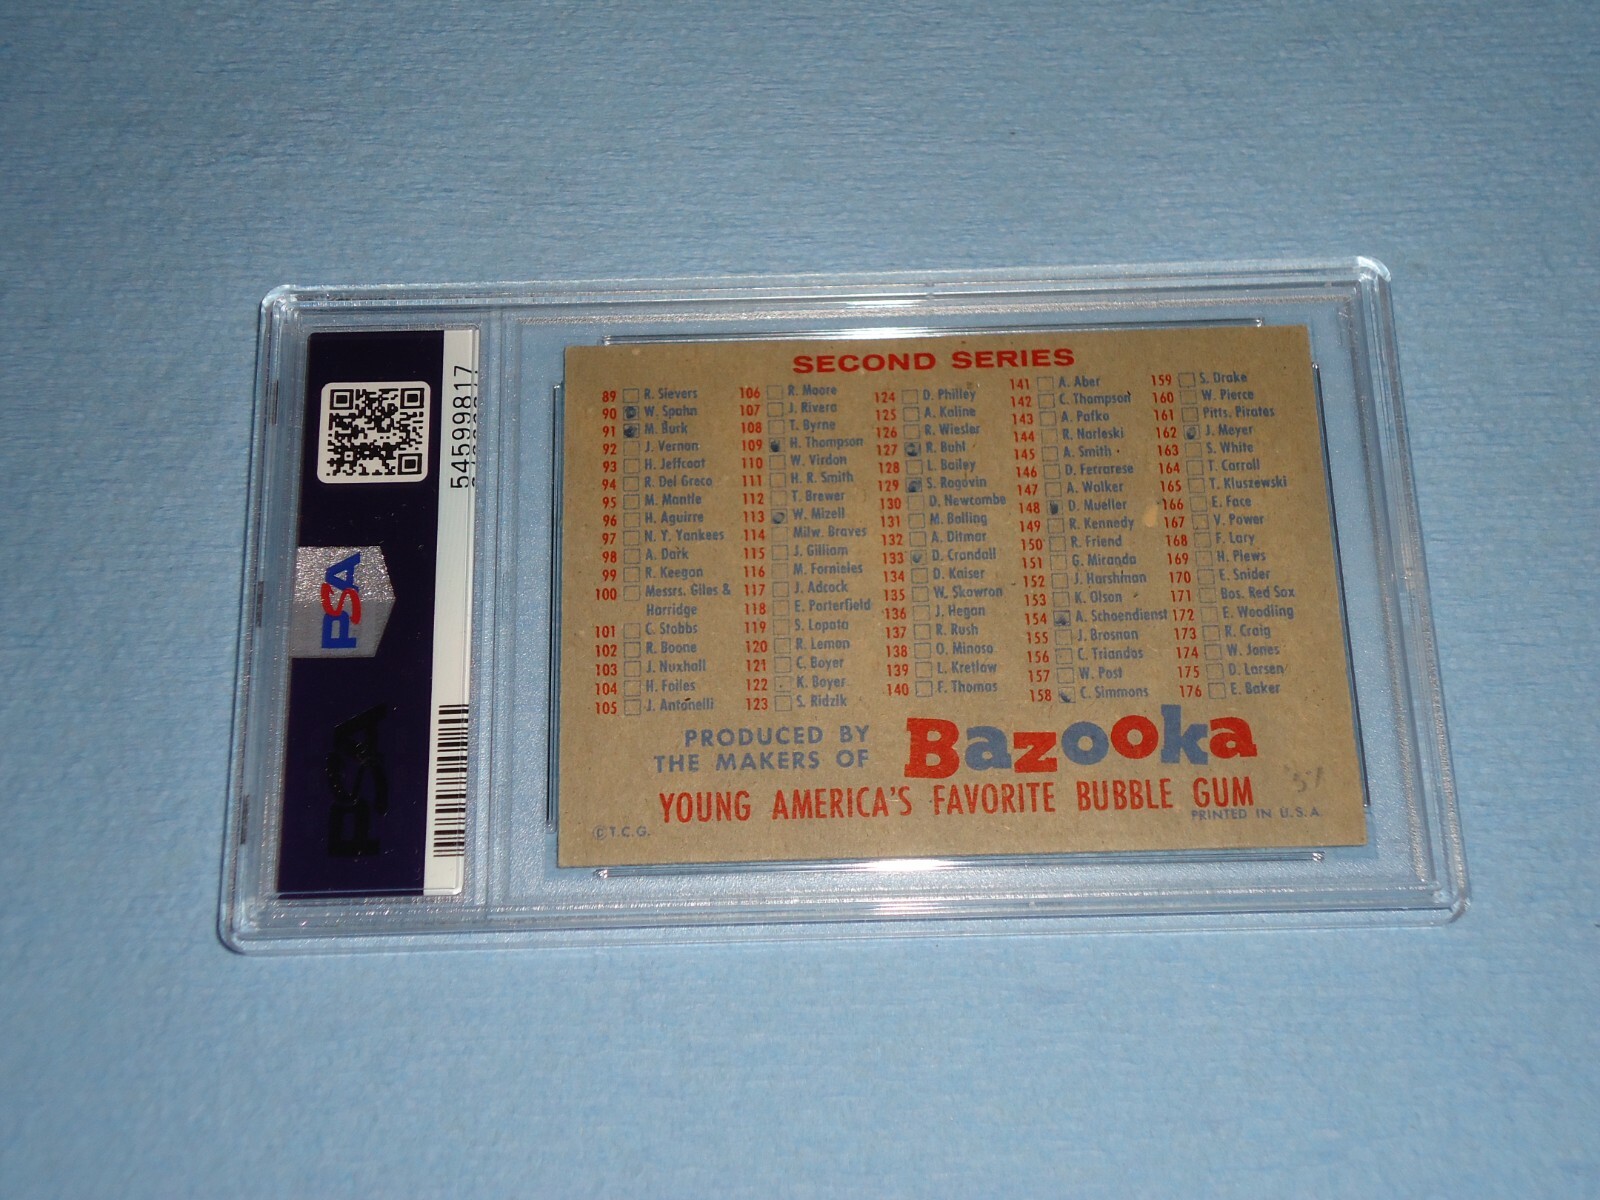 54599817
PSA
PSA
SECOND SERIES
89 R. Sievers
90 W. Spahn
91 M. Burk
92 J. Vernon
93 H. Jeffcoat
94 R. Del Greco
95 M. Mantle
96 H. Aguirre
97 N. Y. Yankees
98 A. Dark
99 R. Keegan
100 Messrs. Giles &
Harridge
101 C. Stobbs
102 R. Boone
103 J. Nuxhall
104 H. Foiles
105 J. Antonelli
106 R. Moore
107 J. Rivera
108 T. Byrne
109 H. Thompson
110 W. Virdon
111 H. R. Smith
112 T. Brewer
113 W. Mizell
114 Milw. Braves
115 J. Gilliam
116 M. Fornieles
117 J. Adcock
118 E. Porterfield
119 S. Lopata
120 R. Lemon
121 C. Boyer
122 K. Boyer
123 S. Ridzik
124 D. Philley
125 A. Kaline
126 R. Wiesler
127 R. Buhl
128 L. Bailey
129 S. Rogovin
130 D. Newcombe
131 M. Bolling
132 A. Ditmar
133 D. Crandall
134 D. Kaiser
135 W. Skowron
136 J. Hegan
137 R. Rush
138 O. Minoso
139 L. Kretlow
140 F. Thomas
141 A. Aber
142 C. Thompson
143 A. Pafko
144 R. Narleski
145 A. Smith
146 D. Ferrarese
147 A. Walker
148 D. Mueller
149 R. Kennedy
150 R. Friend
151 G. Miranda
152 J. Harshman
153 K. Olson
154 A. Schoendienst
155 J. Brosnan
156 C. Triandos
157 W. Post
158 C. Simmons
159 S. Drake
160 W. Pierce
161 Pitts. Pirates
162 J. Meyer
163 S. White
164 T. Carroll
165 T. Kluszewski
166 E. Face
167 V. Power
168 F. Lary
169 H. Plews
170 E. Snider
171 Bos. Red Sox
172 E. Woodling
173 R. Craig
174 W. Jones
175 D. Larsen
176 E. Baker
PRODUCED BY
THE MAKERS OF
Bazooka
YOUNG AMERICA'S FAVORITE BUBBLE GUM
© T.C.G.
PRINTED IN U.S.A.